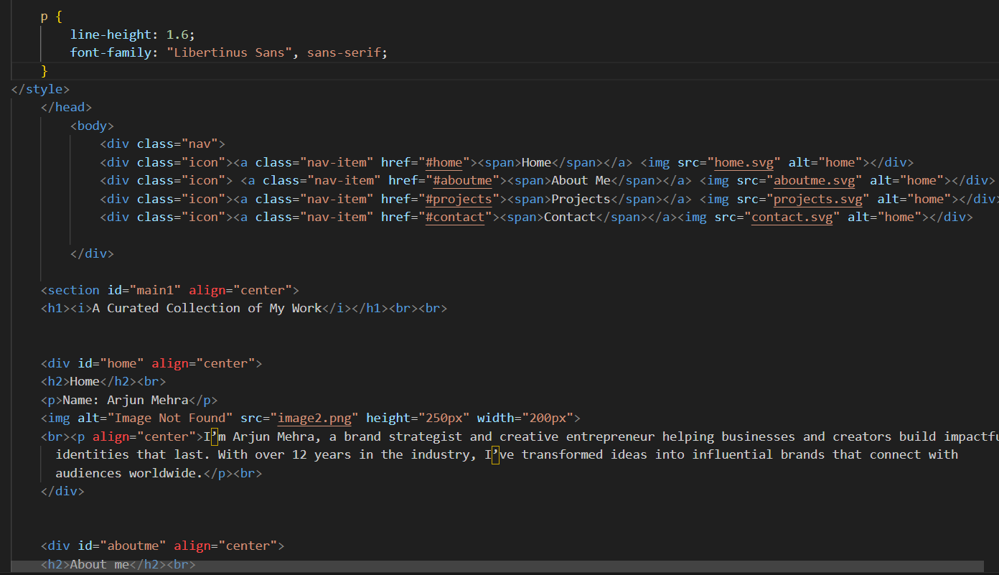 p {
line-height: 1.6;
font-family: "Libertinus Sans", sans-serif;
}
</style>
</head>
<body>
<div class="nav">
<div class="icon"><a class="nav-item" href="#home"><span>Home</span></a> <img src="home.svg" alt="home"></div>
<div class="icon"> <a class="nav-item" href="#aboutme"><span>About Me</span></a> <img src="aboutme.svg" alt="home"></div>
<div class="icon"><a class="nav-item" href="#projects"><span>Projects</span></a> <img src="projects.svg" alt="home"></div>
<div class="icon"><a class="nav-item" href="#contact"><span>Contact</span></a><img src="contact.svg" alt="home"></div>
</div>
<section id="main1" align="center">
<h1><i>A Curated Collection of My Work</i></h1><br><br>
<div id="home" align="center">
<h2>Home</h2><br>
<p>Name: Arjun Mehra</p>
<img alt="Image Not Found" src="image2.png" height="250px" width="200px">
<br><p align="center">I’m Arjun Mehra, a brand strategist and creative entrepreneur helping businesses and creators build impactfu
identities that last. With over 12 years in the industry, I’ve transformed ideas into influential brands that connect with
audiences worldwide.</p><br>
</div>
<div id="aboutme" align="center">
<h2>About me</h2><br>